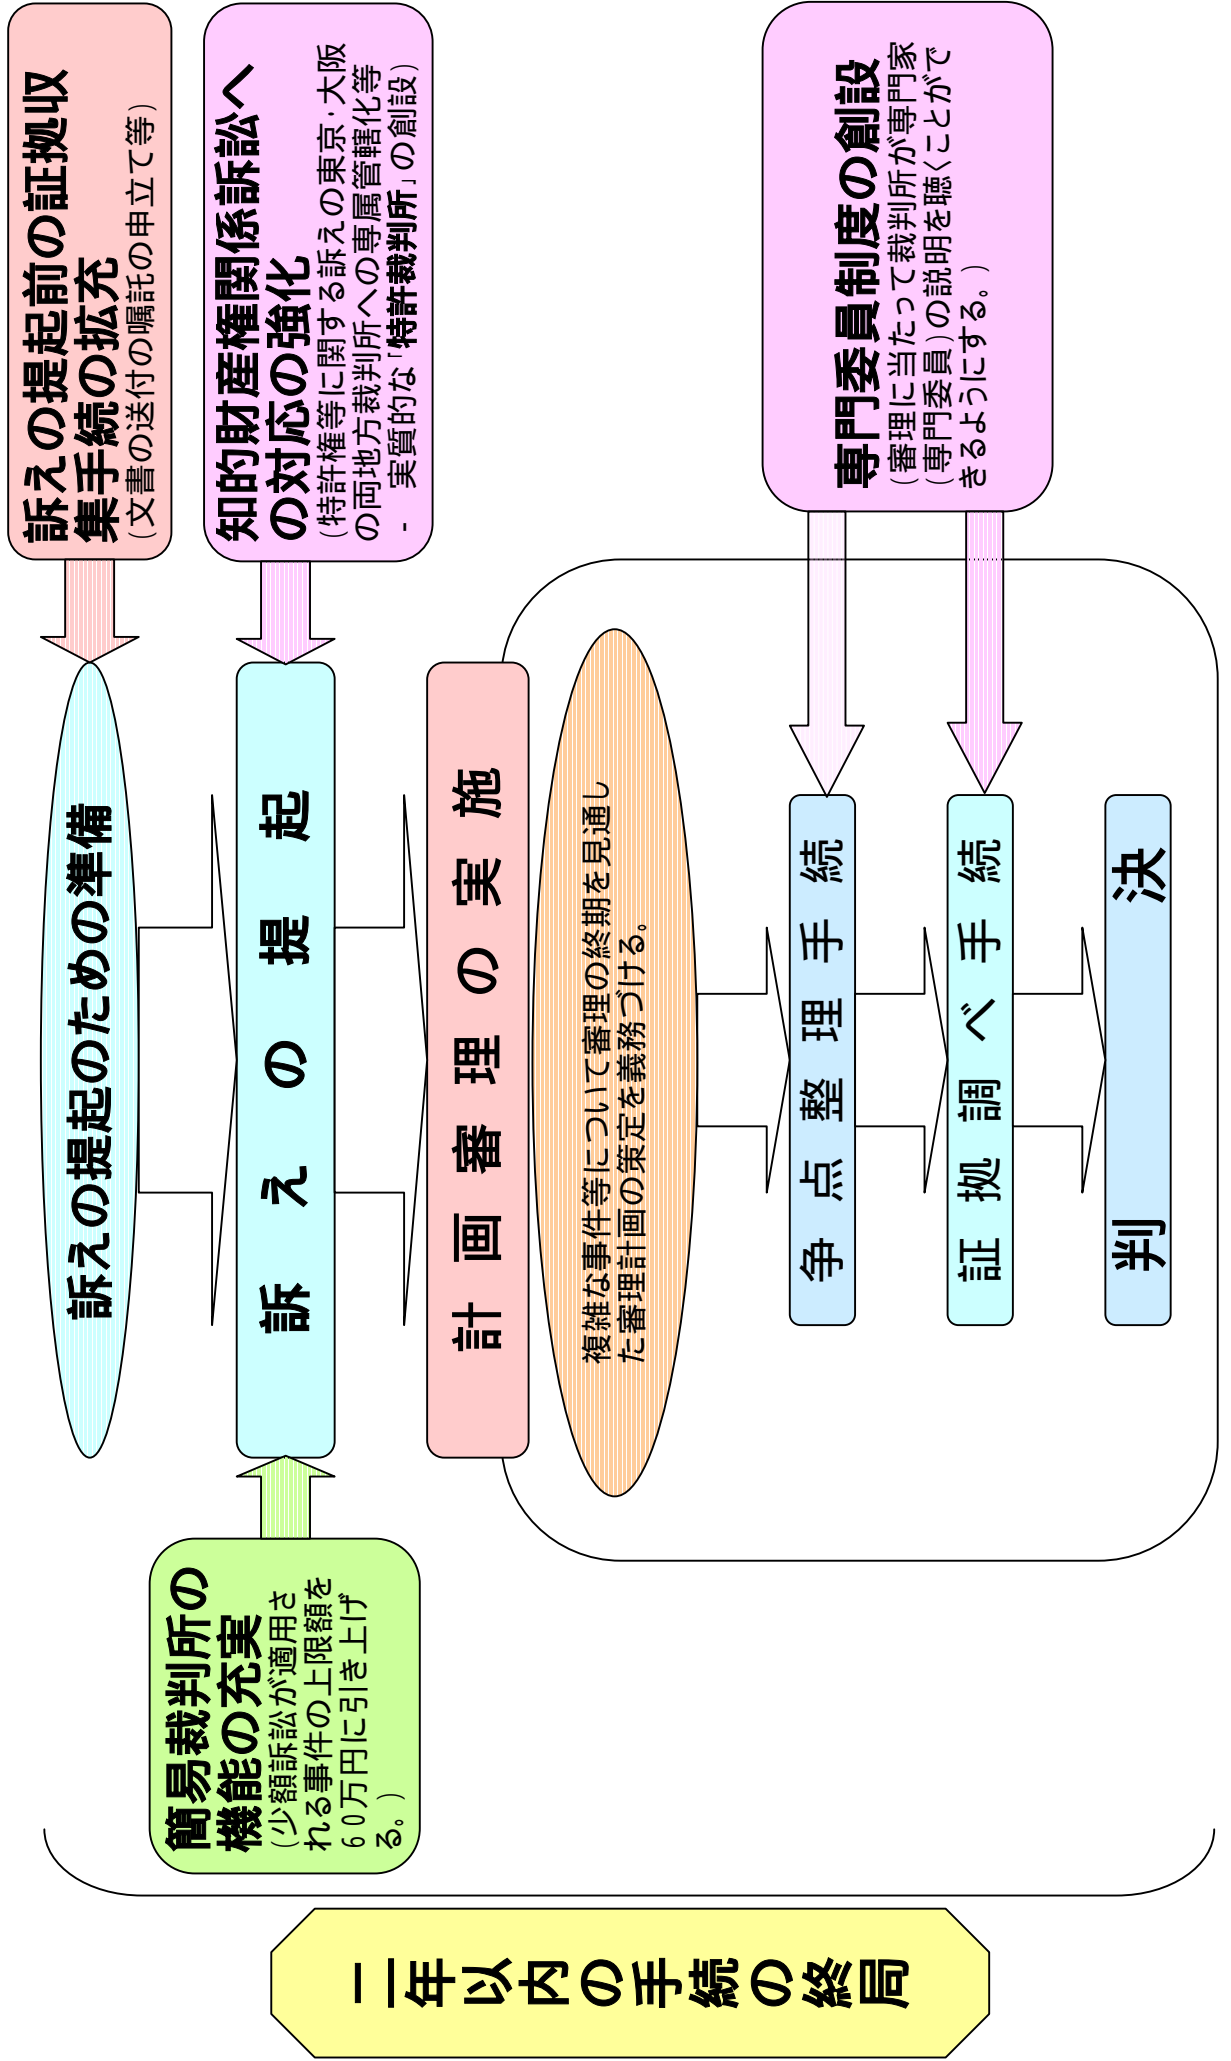 訴えの提起前の証拠収
集手続の拡充
（文書の送付の嘱託の申立て等）
訴えの提起のための準備
知的財産権関係訴訟へ
の対応の強化
（特許権等に関する訴えの東京・大阪
の両地方裁判所への専属管轄化等
- 実質的な「特許裁判所」の創設）
訴えの提起
簡易裁判所の
機能の充実
（少額訴訟が適用さ
れる事件の上限額を
６０万円に引き上げ
る。）
計画審理の実施
複雑な事件等について審理の終期を見通し
た審理計画の策定を義務づける。
専門委員制度の創設
（審理に当たって裁判所が専門家
（専門委員）の説明を聴くことがで
きるようにする。）
争点整理手続
証拠調べ手続
判決
二年以内の手続の終局